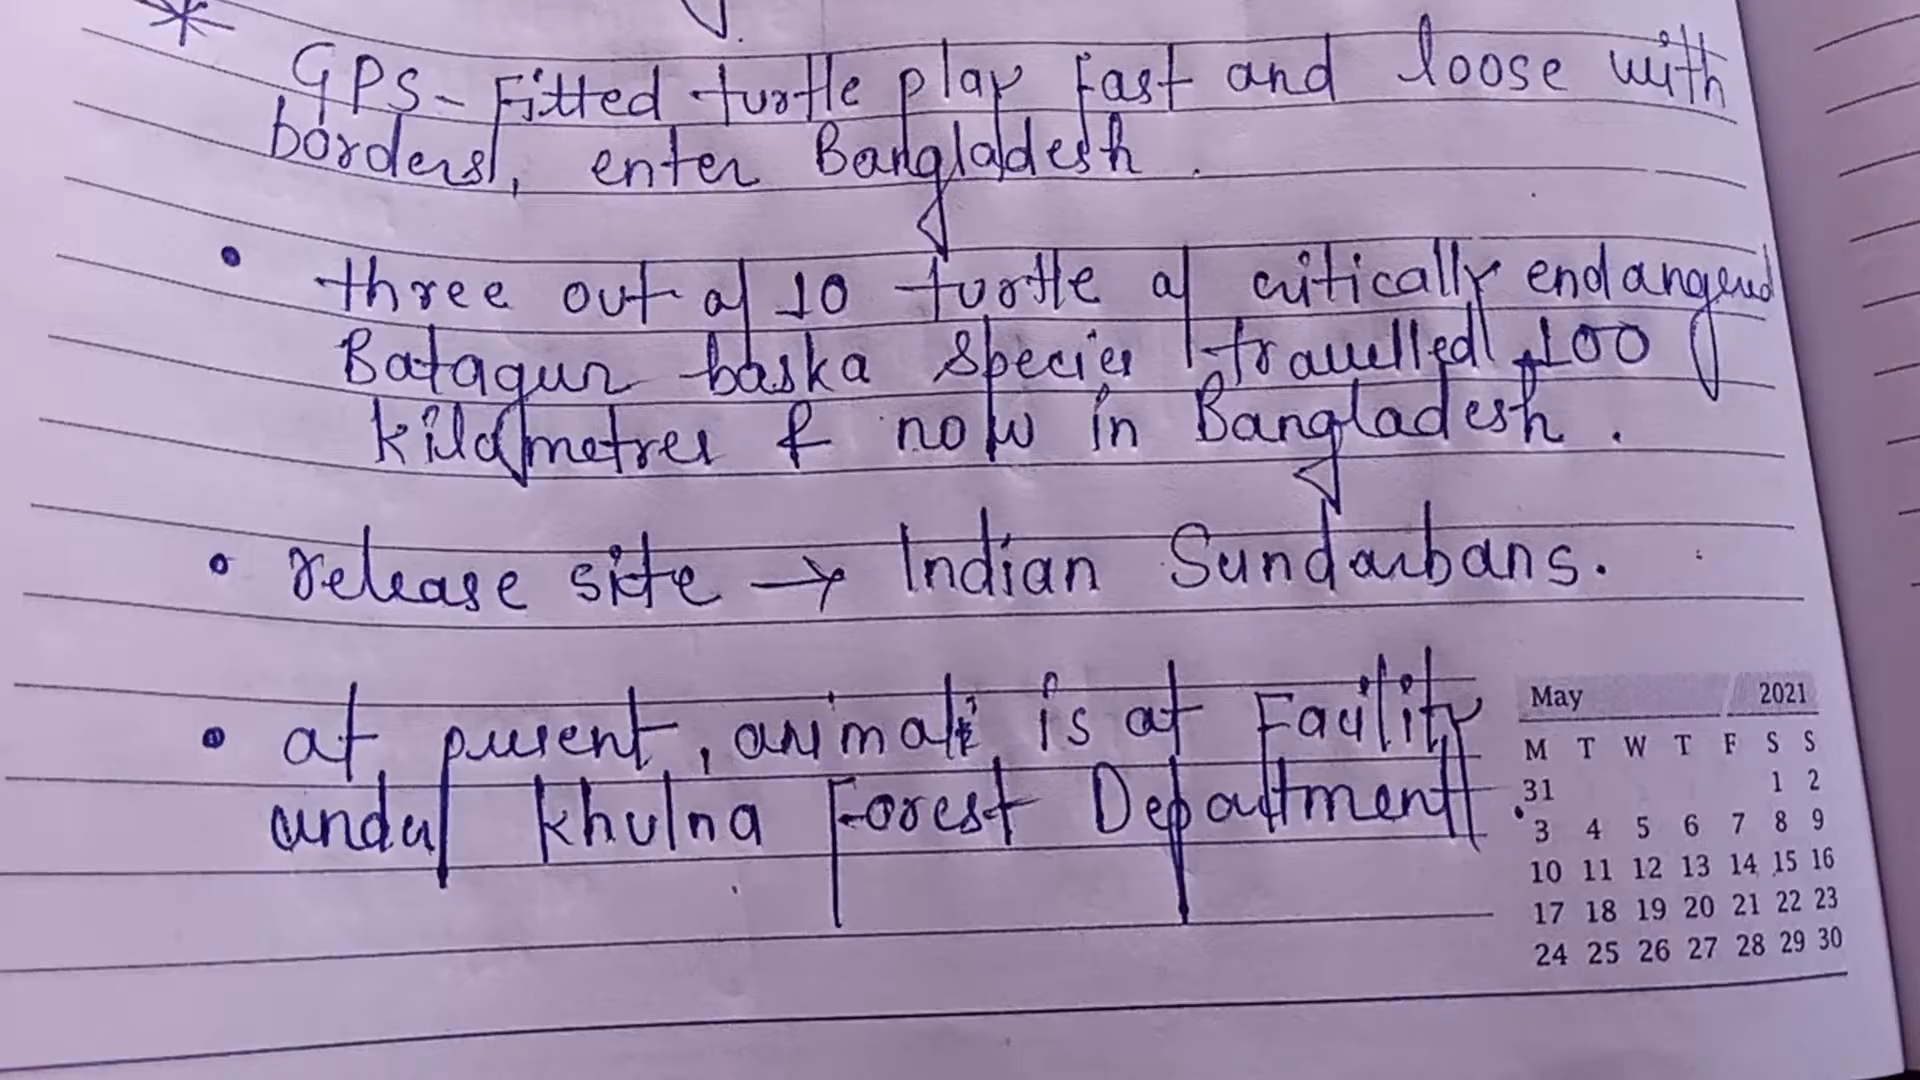 * GPS-Fitted turtle play fast and loose with
borders, enter Bangladesh.
• three out of 10 turtle of critically endangered
Batagur baska species travelled 100
kilometres & now in Bangladesh.
• release site → Indian Sundarbans.
• at present, animal is at Facility
under Khulna Forest Department
May 2021
M T W T F S S
31 1 2
3 4 5 6 7 8 9
10 11 12 13 14 15 16
17 18 19 20 21 22 23
24 25 26 27 28 29 30